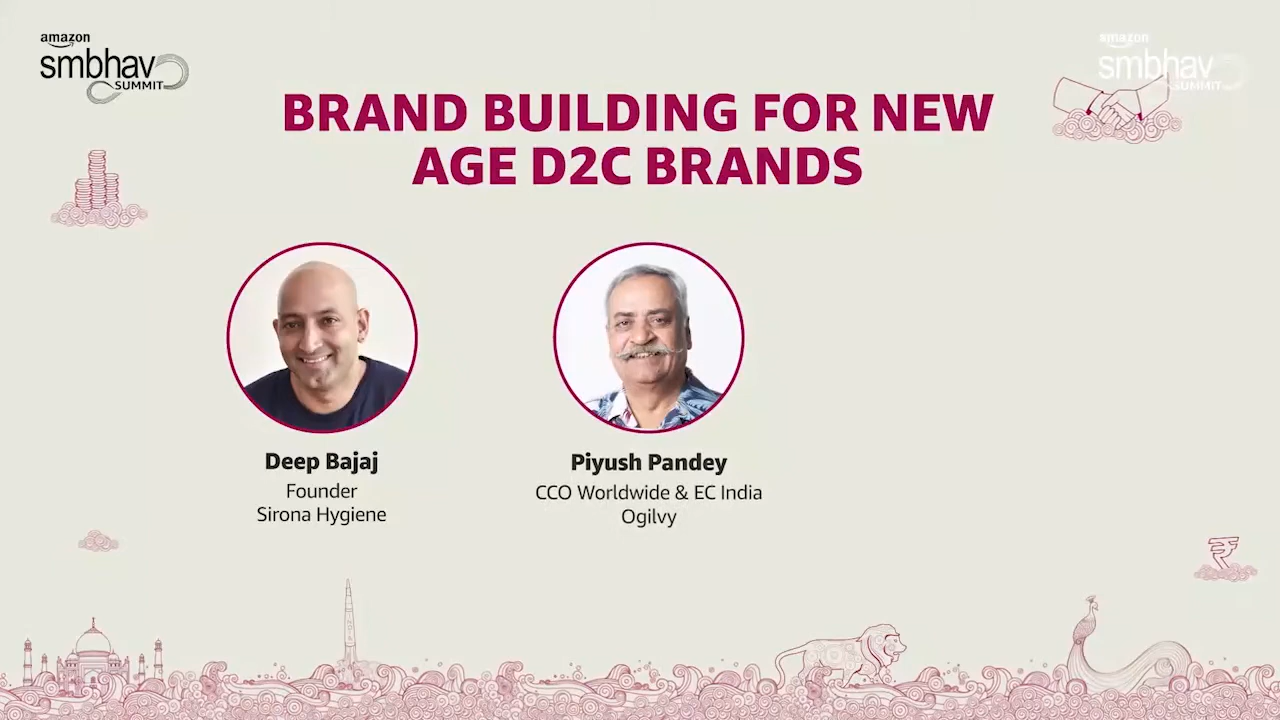 amazon
smbhav
SUMMIT
amazon
smbhav
SUMMIT
BRAND BUILDING FOR NEW
AGE D2C BRANDS
Deep Bajaj
Founder
Sirona Hygiene
Piyush Pandey
CCO Worldwide & EC India
Ogilvy
₹